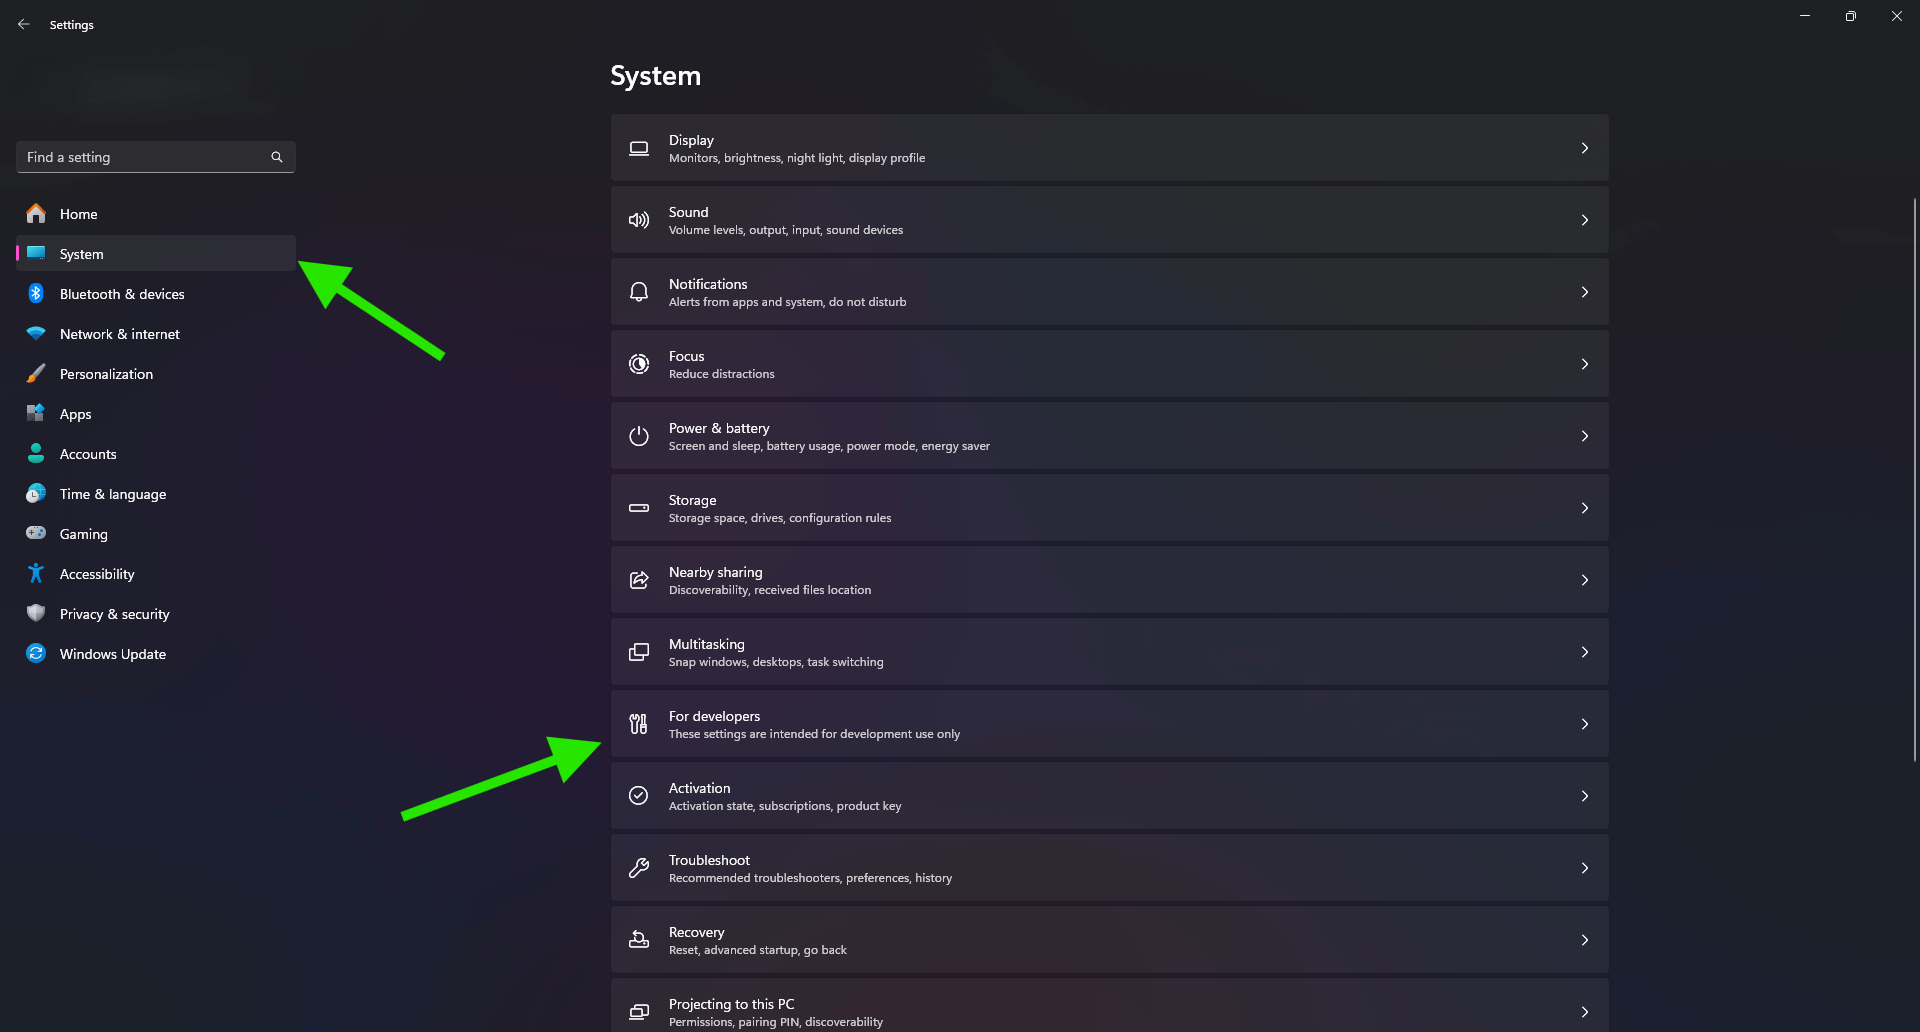 Settings
System
Find a setting
Home
System
Bluetooth & devices
Network & internet
Personalization
Apps
Accounts
Time & language
Gaming
Accessibility
Privacy & security
Windows Update
Display
Monitors, brightness, night light, display profile
Sound
Volume levels, output, input, sound devices
Notifications
Alerts from apps and system, do not disturb
Focus
Reduce distractions
Power & battery
Screen and sleep, battery usage, power mode, energy saver
Storage
Storage space, drives, configuration rules
Nearby sharing
Discoverability, received files location
Multitasking
Snap windows, desktops, task switching
For developers
These settings are intended for development use only
Activation
Activation state, subscriptions, product key
Troubleshoot
Recommended troubleshooters, preferences, history
Recovery
Reset, advanced startup, go back
Projecting to this PC
Permissions, pairing PIN, discoverability